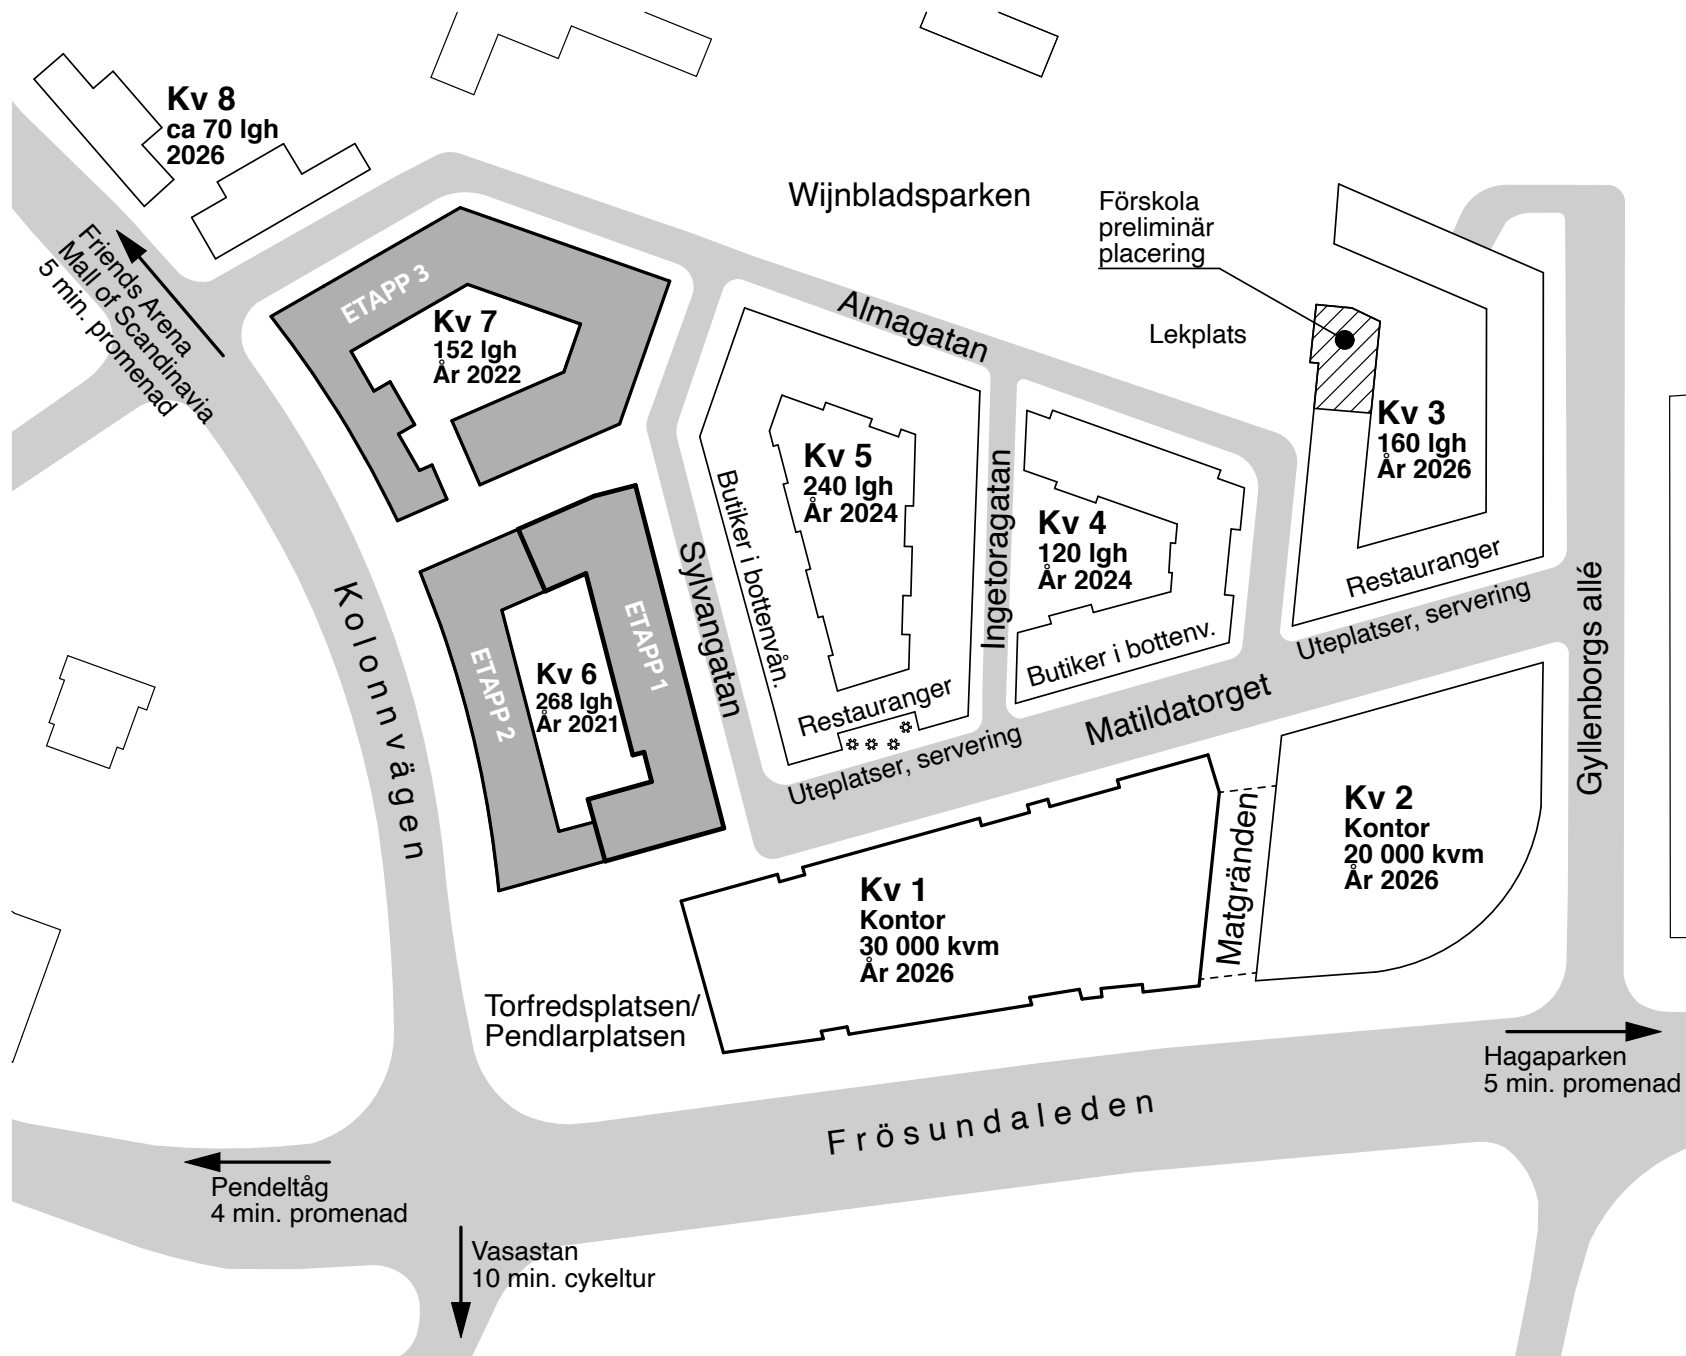 Kv 8
ca 70 lgh
2026
Wijnbladsparken
Förskola
preliminär
placering
Friends Arena
Mall of Scandinavia
5 min. promenad
ETAPP 3
Kv 7
152 lgh
År 2022
Almagatan
Lekplats
Kv 3
160 lgh
År 2026
Restauranger
Uteplatser, servering
Kv 5
240 lgh
År 2024
Butiker i bottenvån.
Restauranger
Uteplatser, servering
Ingetoragatan
Kv 4
120 lgh
År 2024
Butiker i bottenv.
Sylvangatan
Kolonnvägen
ETAPP 1
ETAPP 2
Kv 6
268 lgh
År 2021
Matildatorget
Gyllenborgs allé
Kv 2
Kontor
20 000 kvm
År 2026
Matgränden
Kv 1
Kontor
30 000 kvm
År 2026
Torfredsplatsen/
Pendlarplatsen
Hagaparken
5 min. promenad
Frösundaleden
Pendeltåg
4 min. promenad
Vasastan
10 min. cykeltur